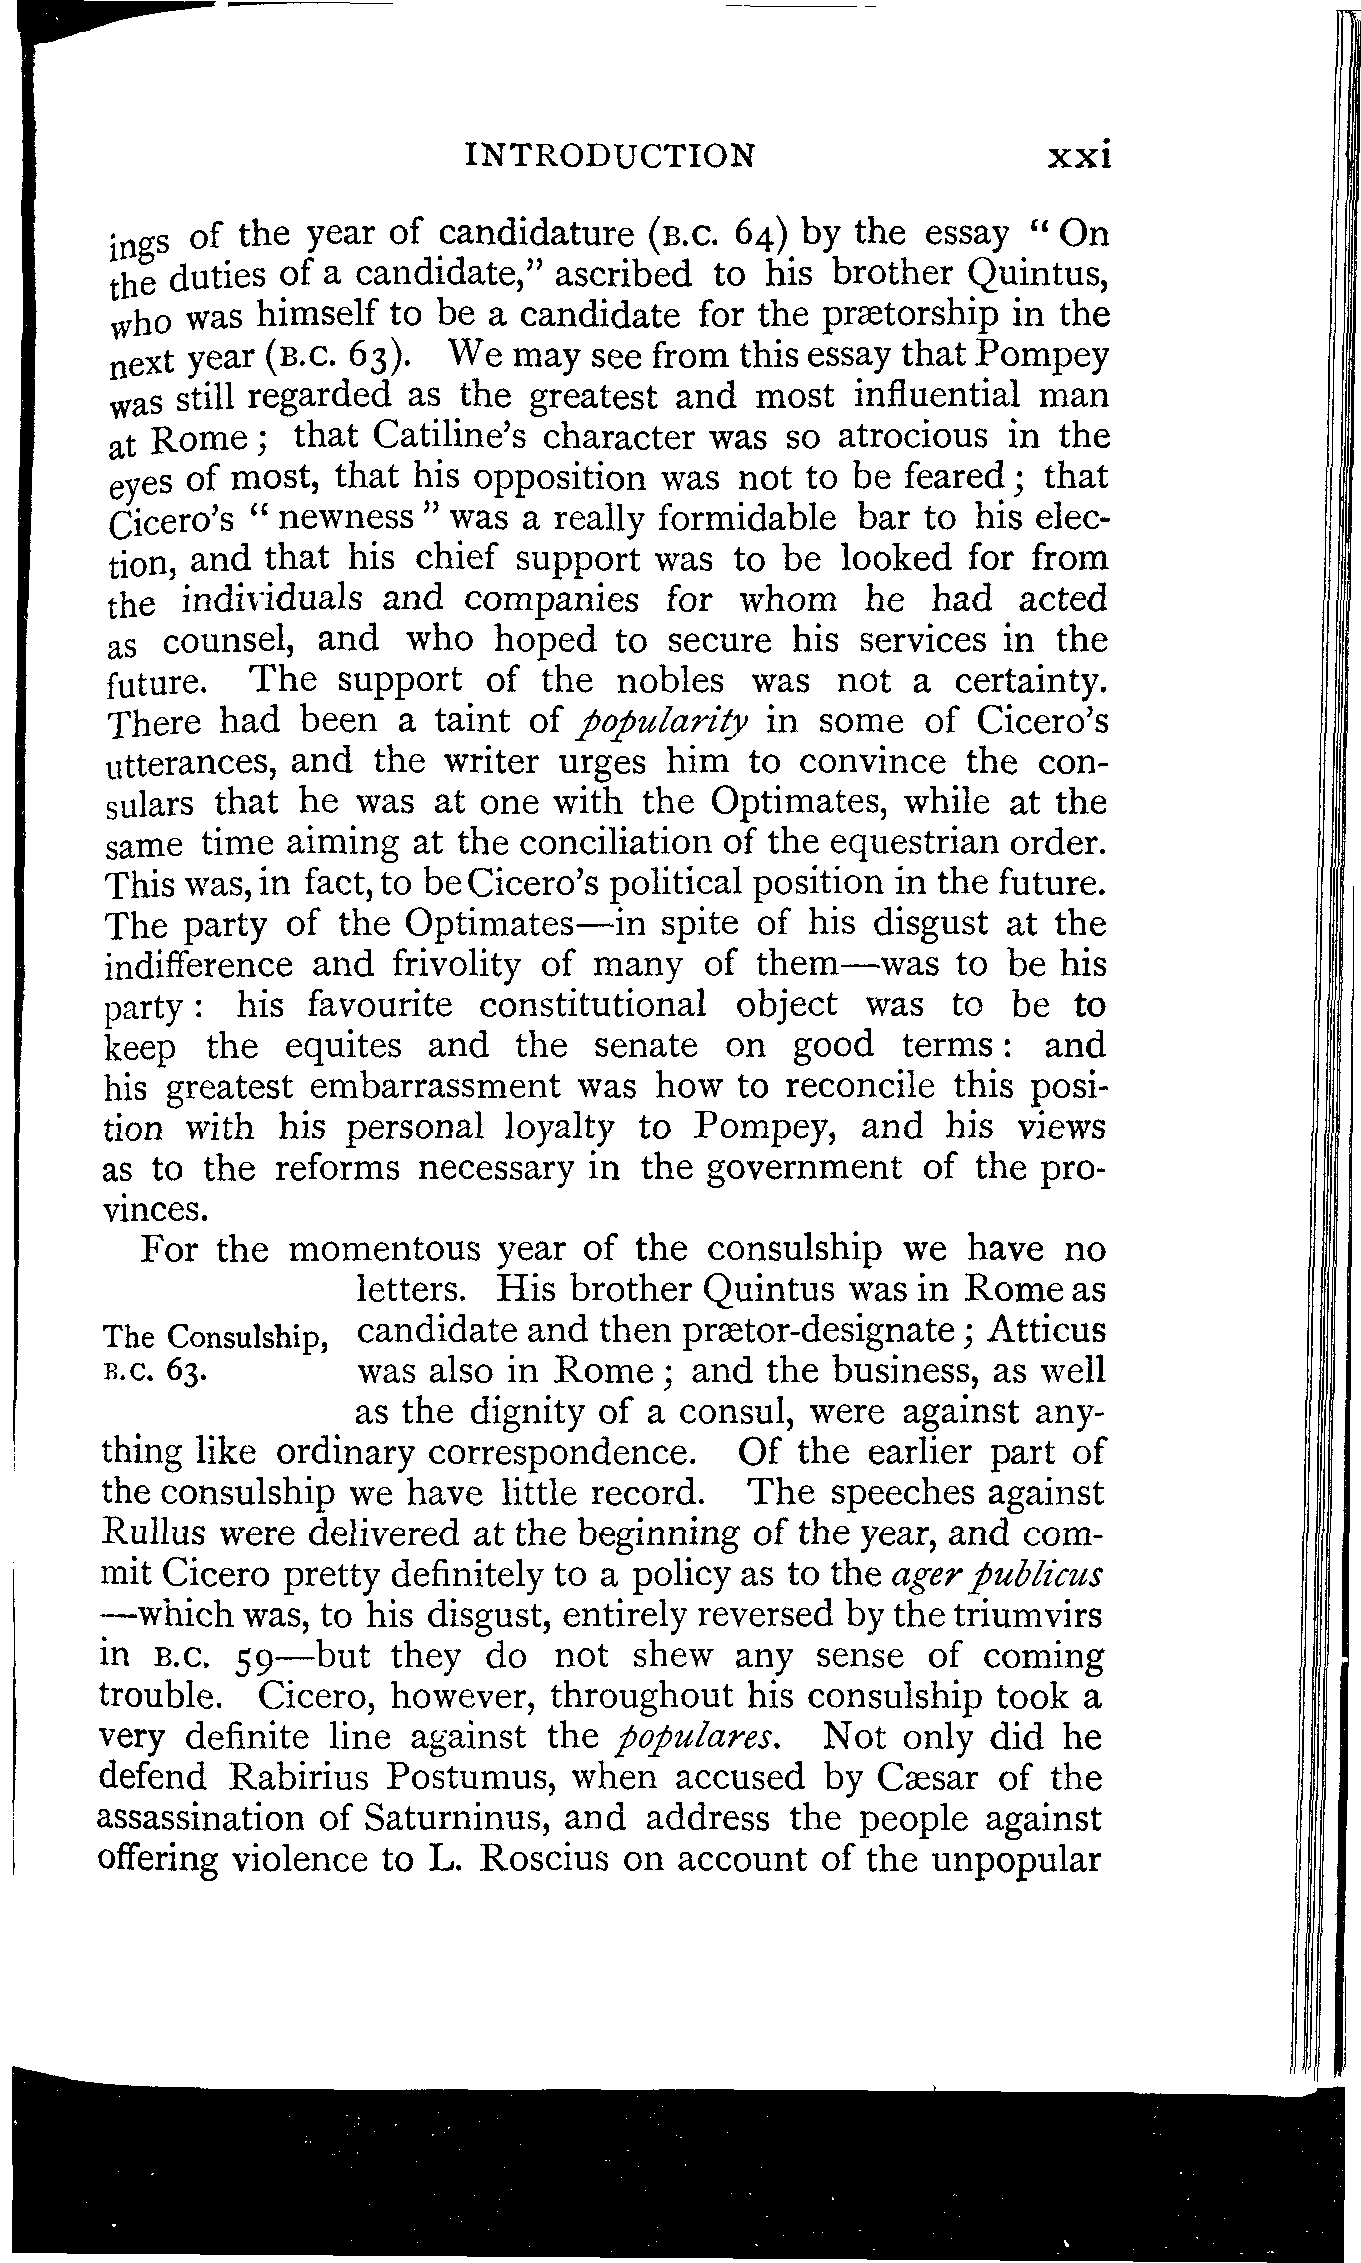 INTRODUCTION xxi
ings of the year of candidature (B.C. 64) by the essay “ On
the duties of a candidate,” ascribed to his brother Quintus,
who was himself to be a candidate for the prætorship in the
next year (B.C. 63). We may see from this essay that Pompey
was still regarded as the greatest and most influential man
at Rome ; that Catiline’s character was so atrocious in the
eyes of most, that his opposition was not to be feared ; that
Cicero’s “ newness ” was a really formidable bar to his elec-
tion, and that his chief support was to be looked for from
the individuals and companies for whom he had acted
as counsel, and who hoped to secure his services in the
future. The support of the nobles was not a certainty.
There had been a taint of popularity in some of Cicero’s
utterances, and the writer urges him to convince the con-
sulars that he was at one with the Optimates, while at the
same time aiming at the conciliation of the equestrian order.
This was, in fact, to be Cicero’s political position in the future.
The party of the Optimates—in spite of his disgust at the
indifference and frivolity of many of them—was to be his
party : his favourite constitutional object was to be to
keep the equites and the senate on good terms : and
his greatest embarrassment was how to reconcile this posi-
tion with his personal loyalty to Pompey, and his views
as to the reforms necessary in the government of the pro-
vinces.
For the momentous year of the consulship we have no
letters. His brother Quintus was in Rome as
The Consulship, candidate and then prætor-designate ; Atticus
B.C. 63. was also in Rome ; and the business, as well
as the dignity of a consul, were against any-
thing like ordinary correspondence. Of the earlier part of
the consulship we have little record. The speeches against
Rullus were delivered at the beginning of the year, and com-
mit Cicero pretty definitely to a policy as to the ager publicus
—which was, to his disgust, entirely reversed by the triumvirs
in B.C. 59—but they do not shew any sense of coming
trouble. Cicero, however, throughout his consulship took a
very definite line against the populares. Not only did he
defend Rabirius Postumus, when accused by Cæsar of the
assassination of Saturninus, and address the people against
offering violence to L. Roscius on account of the unpopular